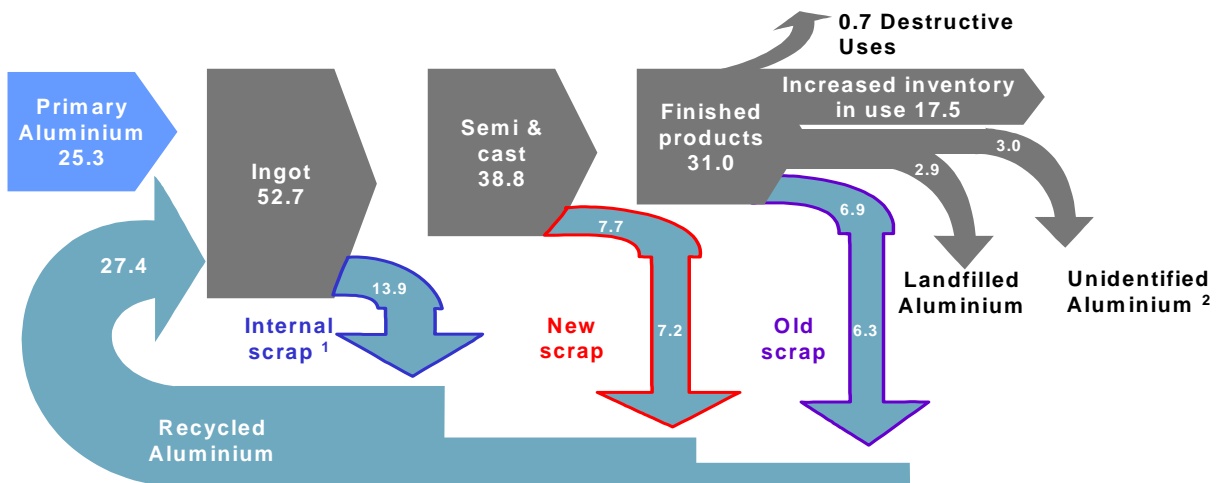 0.7 Destructive
Uses
Primary
Aluminium
25.3
Ingot
52.7
Semi &
cast
38.8
Finished
products
31.0
Increased inventory
in use 17.5
3.0
2.9
27.4
13.9
7.7
6.9
Internal
scrap 1
New
scrap
7.2
Old
scrap
6.3
Landfilled
Aluminium
Unidentified
Aluminium 2
Recycled
Aluminium